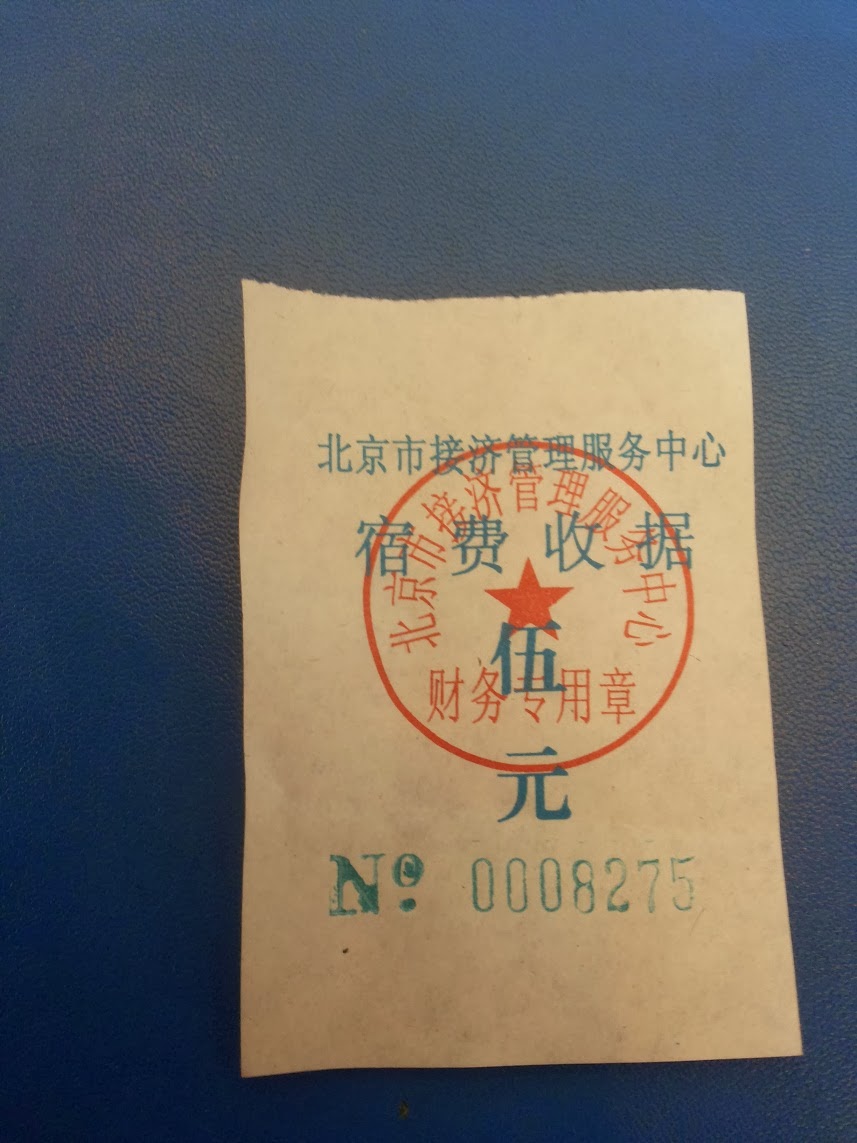 北京市接济管理服务中心
宿费收据
北京市接济管理服务中心
伍
财务专用章
元
№ 0008275